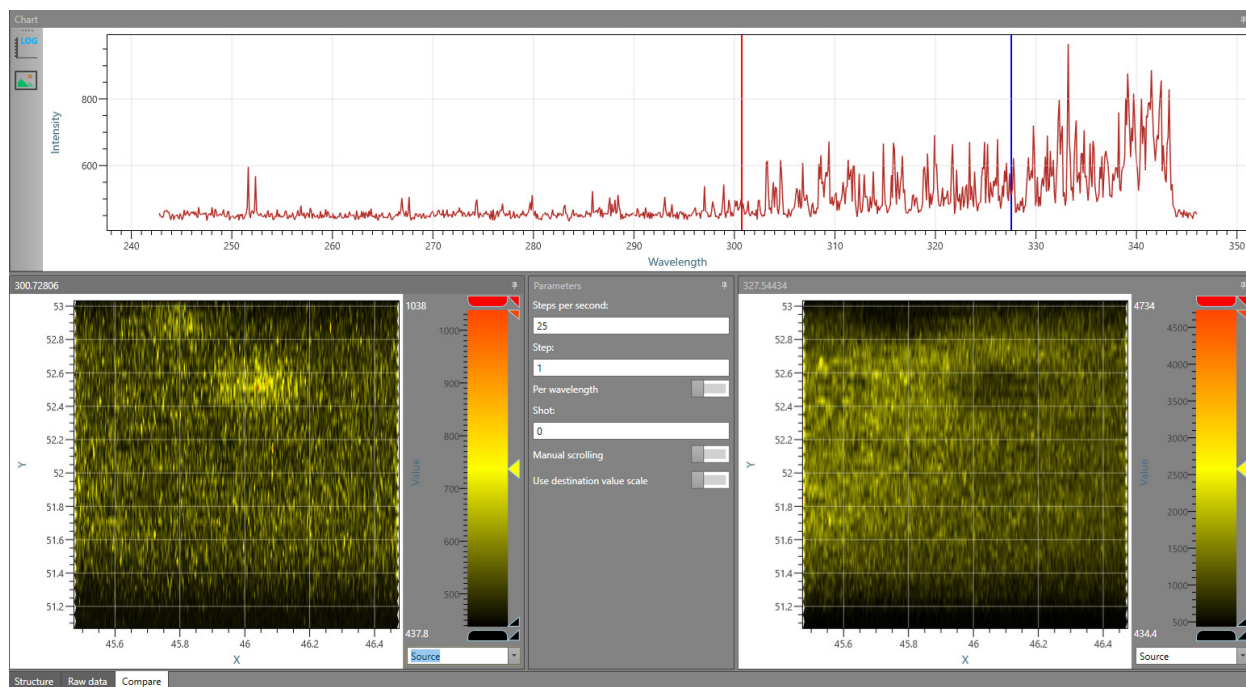 Chart
LOG
Intensity
800
600
240 250 260 270 280 290 300 310 320 330 340 350
Wavelength
300.72806
53
52.8
52.6
52.4
52.2
52
51.8
51.6
51.4
51.2
Y
45.6 45.8 46 46.2 46.4
X
1038
1000
900
800
700
600
500
Value
437.8
Source
Parameters
Steps per second:
25
Step:
1
Per wavelength
Shot:
0
Manual scrolling
Use destination value scale
327.54434
53
52.8
52.6
52.4
52.2
52
51.8
51.6
51.4
51.2
Y
45.6 45.8 46 46.2 46.4
X
4734
4500
4000
3500
3000
2500
2000
1500
1000
500
Value
434.4
Source
Structure Raw data Compare